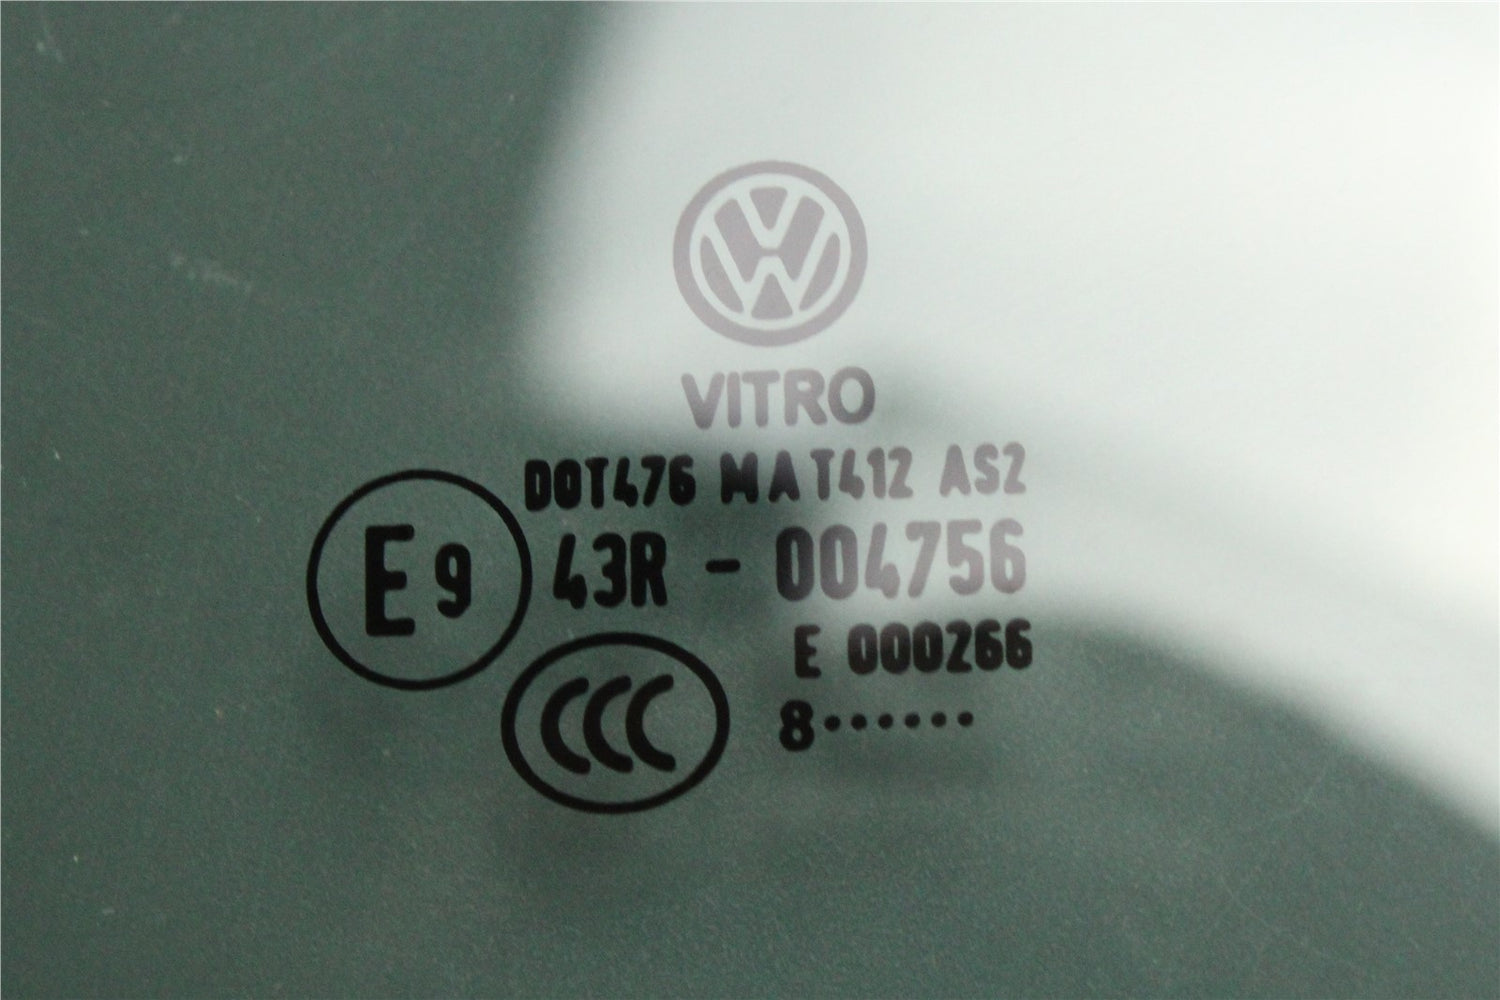 VITRO
DOT476 MAT412 AS2
E9 43R - 004756
E 000266
CCC 8······